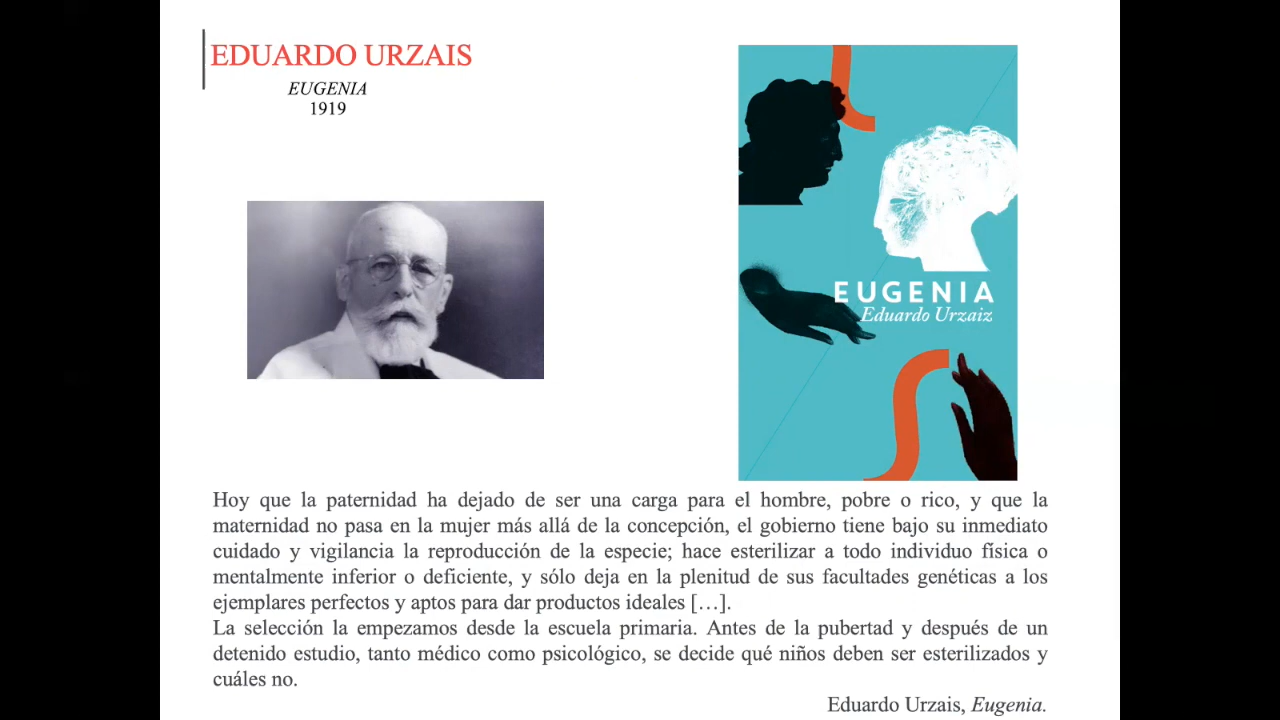 EDUARDO URZAIS
EUGENIA
1919
EUGENIA
Eduardo Urzaiz
Hoy que la paternidad ha dejado de ser una carga para el hombre, pobre o rico, y que la
maternidad no pasa en la mujer más allá de la concepción, el gobierno tiene bajo su inmediato
cuidado y vigilancia la reproducción de la especie; hace esterilizar a todo individuo física o
mentalmente inferior o deficiente, y sólo deja en la plenitud de sus facultades genéticas a los
ejemplares perfectos y aptos para dar productos ideales […].
La selección la empezamos desde la escuela primaria. Antes de la pubertad y después de un
detenido estudio, tanto médico como psicológico, se decide qué niños deben ser esterilizados y
cuáles no.
Eduardo Urzais, Eugenia.